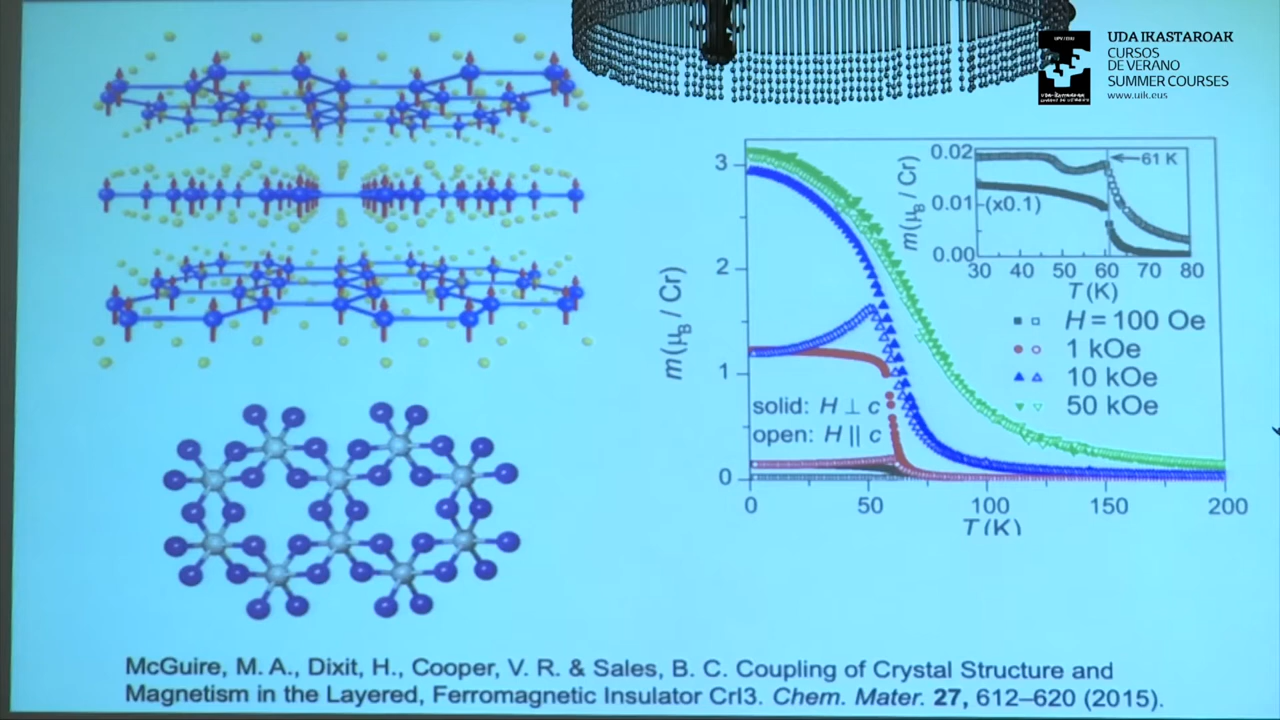 UDA IKASTAROAK
CURSOS
DE VERANO
SUMMER COURSES
www.uik.eus
UPV / EHU
3
2
1
0
m(μB / Cr)
0 50 100 150 200
T (K)
0.02
0.01
0.00
m(μB / Cr)
61 K
(x0.1)
30 40 50 60 70 80
T (K)
H = 100 Oe
1 kOe
10 kOe
50 kOe
solid: H ⊥ c
open: H || c
McGuire, M. A., Dixit, H., Cooper, V. R. & Sales, B. C. Coupling of Crystal Structure and
Magnetism in the Layered, Ferromagnetic Insulator CrI3. Chem. Mater. 27, 612–620 (2015).